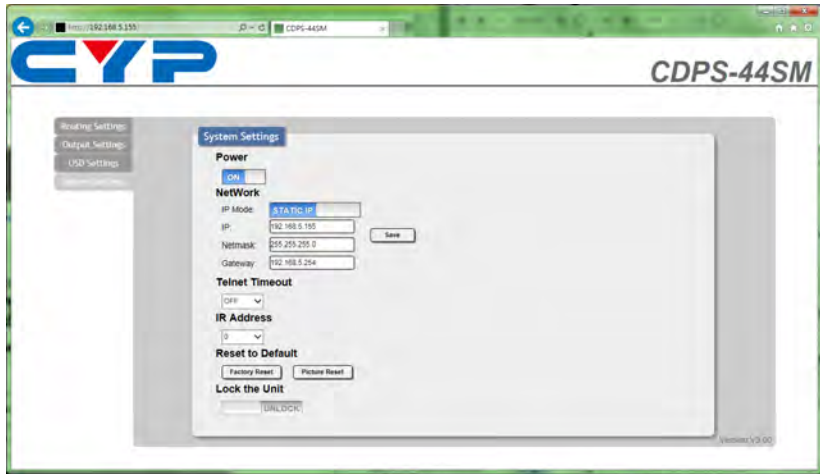 http://192.168.5.155/
CDPS-44SM
CYP
CDPS-44SM
Routing Settings
Output Settings
OSD Settings
System Settings
Power
ON
NetWork
IP Mode:
STATIC IP
IP:
192.168.5.155
Save
Netmask:
255.255.255.0
Gateway:
192.168.5.254
Telnet Timeout
OFF
IR Address
0
Reset to Default
Factory Reset
Picture Reset
Lock the Unit
UNLOCK